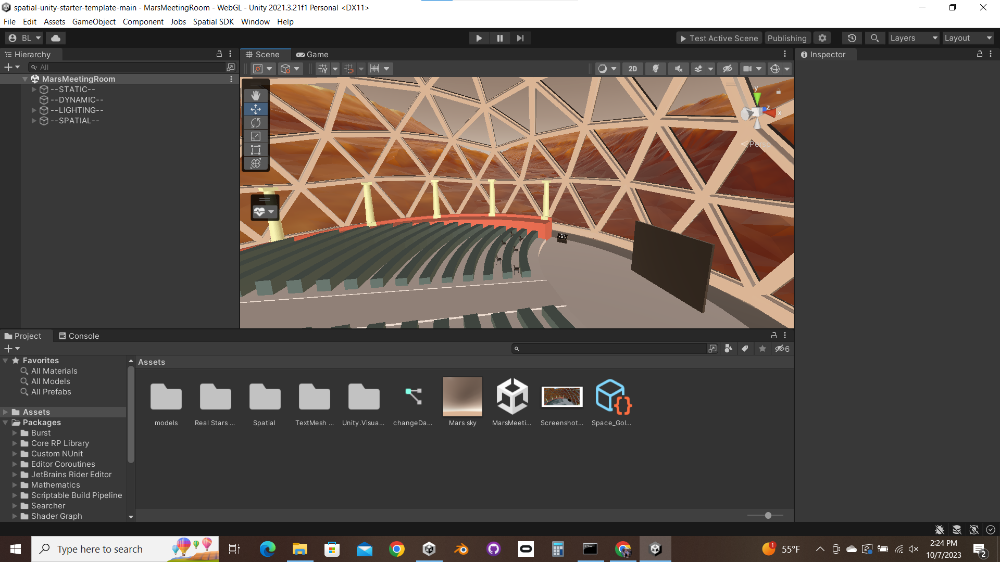 spatial-unity-starter-template-main - MarsMeetingRoom - WebGL - Unity 2021.3.21f1 Personal <DX11>
File Edit Assets GameObject Component Jobs Spatial SDK Window Help
BL
Test Active Scene Publishing Layers Layout
Hierarchy
All
MarsMeetingRoom
--STATIC--
--DYNAMIC--
--LIGHTING--
--SPATIAL--
Scene Game
2D
y
z
x
Persp
Inspector
Project Console
6
Favorites
All Materials
All Models
All Prefabs
Assets
Packages
Burst
Core RP Library
Custom NUnit
Editor Coroutines
JetBrains Rider Editor
Mathematics
Scriptable Build Pipeline
Searcher
Shader Graph
Assets
models Real Stars ... Spatial TextMesh ... Unity.Visua... changeDa... Mars sky MarsMeeti... Screenshot... Space_Gol...
Type here to search
1
55°F
2:24 PM
10/7/2023
2